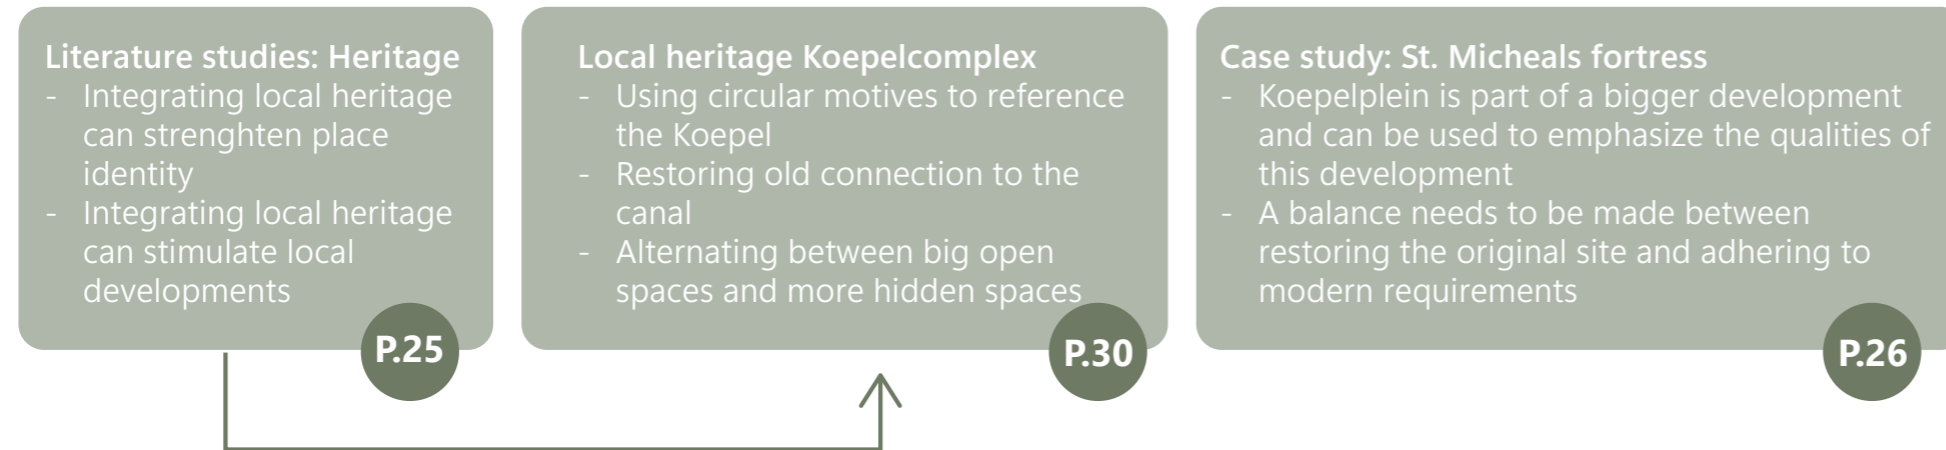 Literature studies: Heritage
- Integrating local heritage
can strenghten place
identity
- Integrating local heritage
can stimulate local
developments
P.25
Local heritage Koepelcomplex
- Using circular motives to reference
the Koepel
- Restoring old connection to the
canal
- Alternating between big open
spaces and more hidden spaces
P.30
Case study: St. Micheals fortress
- Koepelplein is part of a bigger development
and can be used to emphasize the qualities of
this development
- A balance needs to be made between
restoring the original site and adhering to
modern requirements
P.26